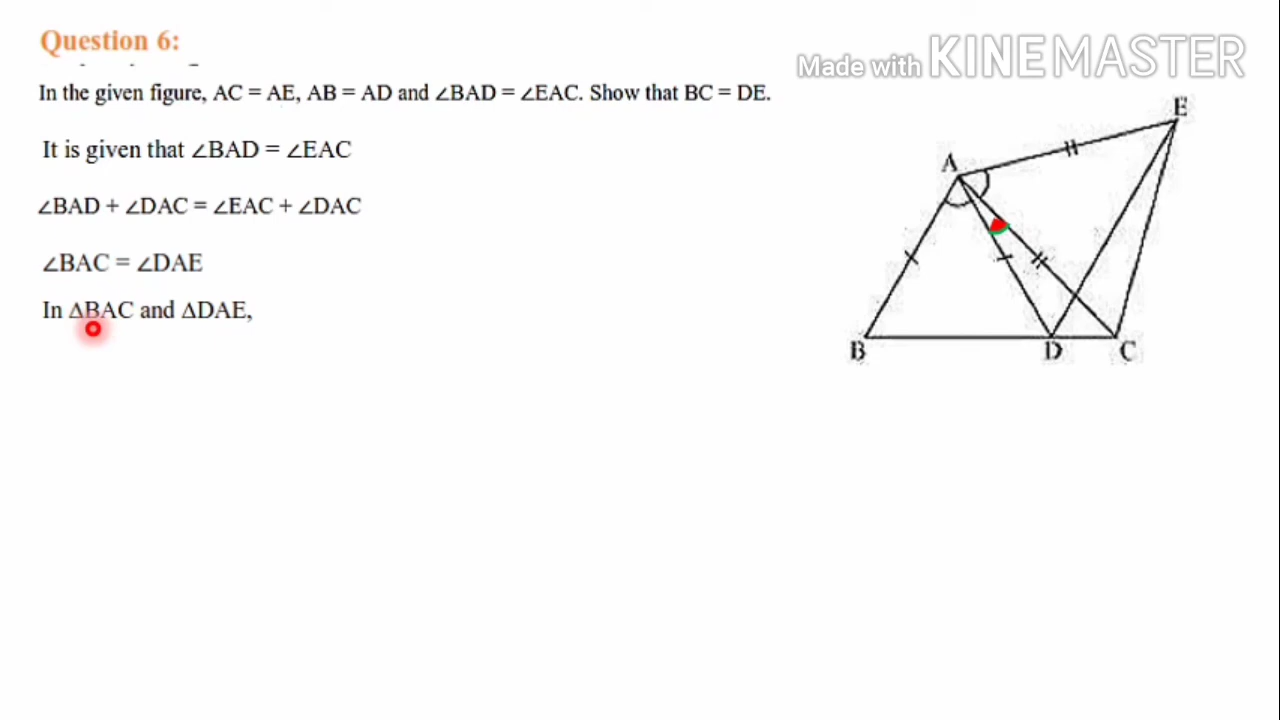 Question 6:
Made with KINEMASTER
In the given figure, AC = AE, AB = AD and ∠BAD = ∠EAC. Show that BC = DE.
It is given that ∠BAD = ∠EAC
∠BAD + ∠DAC = ∠EAC + ∠DAC
∠BAC = ∠DAE
In ΔBAC and ΔDAE,
E
A
B
D
C